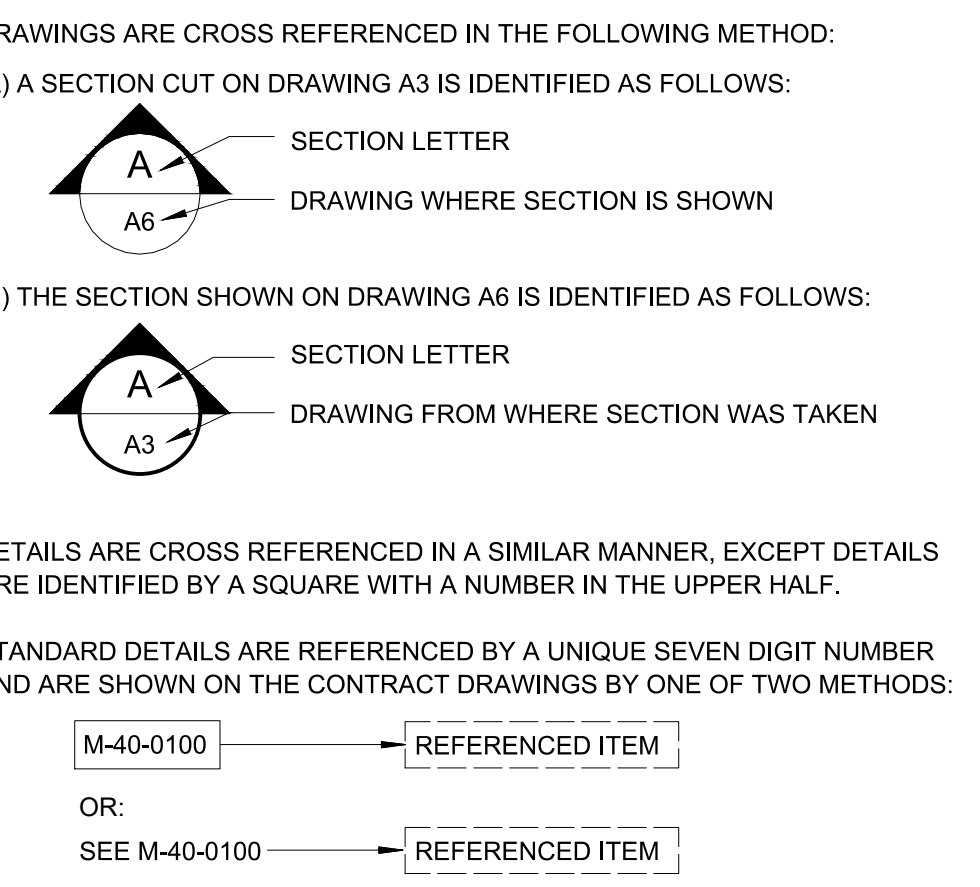 RAWINGS ARE CROSS REFERENCED IN THE FOLLOWING METHOD:
) A SECTION CUT ON DRAWING A3 IS IDENTIFIED AS FOLLOWS:
A
SECTION LETTER
A6
DRAWING WHERE SECTION IS SHOWN
) THE SECTION SHOWN ON DRAWING A6 IS IDENTIFIED AS FOLLOWS:
A
SECTION LETTER
A3
DRAWING FROM WHERE SECTION WAS TAKEN
ETAILS ARE CROSS REFERENCED IN A SIMILAR MANNER, EXCEPT DETAILS
RE IDENTIFIED BY A SQUARE WITH A NUMBER IN THE UPPER HALF.
TANDARD DETAILS ARE REFERENCED BY A UNIQUE SEVEN DIGIT NUMBER
ND ARE SHOWN ON THE CONTRACT DRAWINGS BY ONE OF TWO METHODS:
M-40-0100 REFERENCED ITEM
OR:
SEE M-40-0100 REFERENCED ITEM